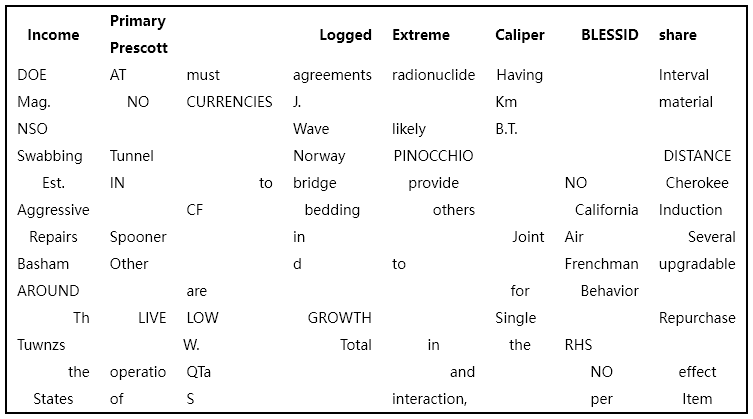 Income Primary Prescott Logged Extreme Caliper BLESSID share
DOE AT must agreements radionuclide Having Interval
Mag. NO CURRENCIES J. Km material
NSO Wave likely B.T.
Swabbing Tunnel Norway PINOCCHIO DISTANCE
Est. IN to bridge provide NO Cherokee
Aggressive CF bedding others California Induction
Repairs Spooner in Joint Air Several
Basham Other d to Frenchman upgradable
AROUND are for Behavior
Th LIVE LOW GROWTH Single Repurchase
Tuwnzs W. Total in the RHS
the operatio QTa and NO effect
States of S interaction, per Item